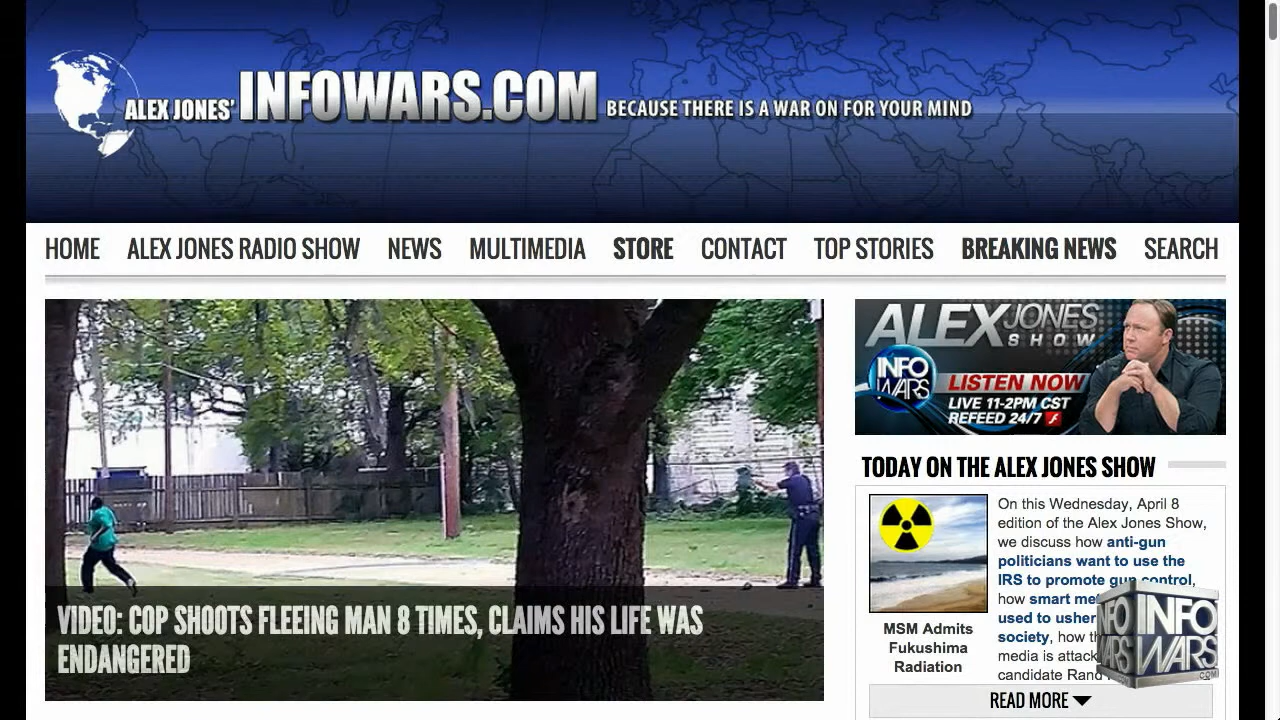 ALEX JONES' INFOWARS.COM BECAUSE THERE IS A WAR ON FOR YOUR MIND
HOME ALEX JONES RADIO SHOW NEWS MULTIMEDIA STORE CONTACT TOP STORIES BREAKING NEWS SEARCH
VIDEO: COP SHOOTS FLEEING MAN 8 TIMES, CLAIMS HIS LIFE WAS
ENDANGERED
ALEX JONES
SHOW
INFO
WARS
LISTEN NOW
LIVE 11-2PM CST
REFEED 24/7
TODAY ON THE ALEX JONES SHOW
MSM Admits
Fukushima
Radiation
On this Wednesday, April 8
edition of the Alex Jones Show,
we discuss how anti-gun
politicians want to use the
IRS to promote gun control,
how smart
used to usher
society, how
media is attack
candidate Rand
READ MORE
INFO
WARS
.COM